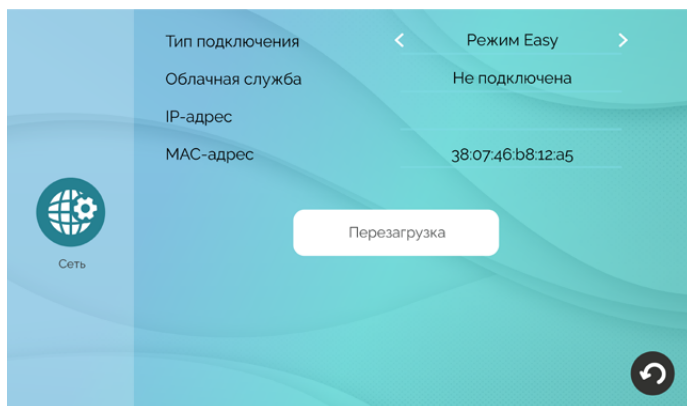 Тип подключения
Режим Easy
Облачная служба
Не подключена
IP-адрес
MAC-адрес
38:07:46:b8:12:a5
Перезагрузка
Сеть